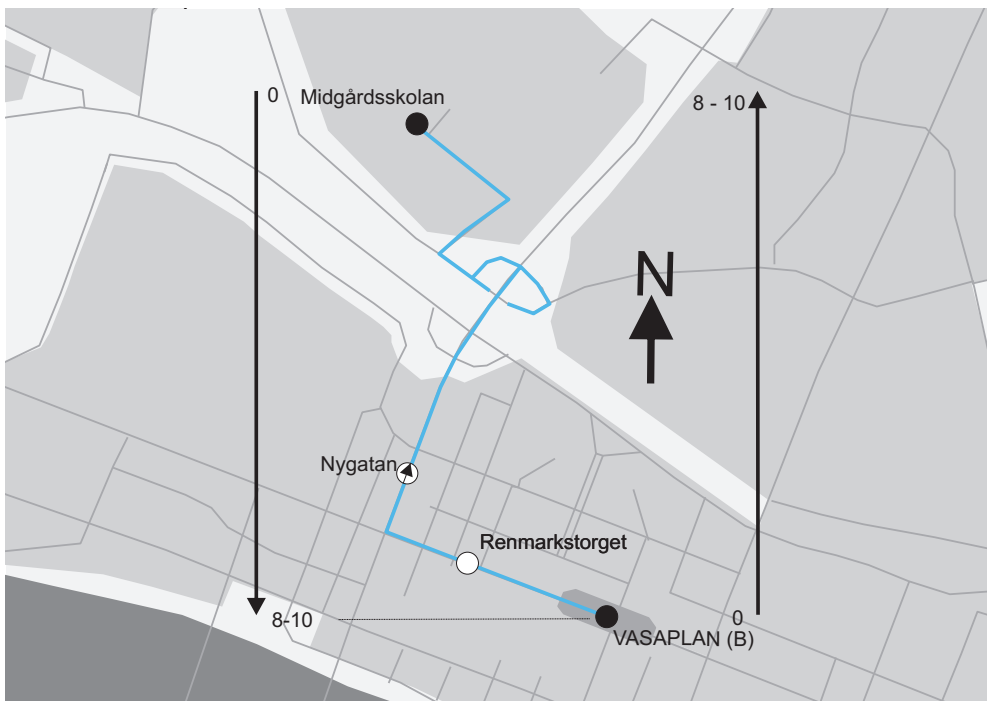 0
Midgårdsskolan
8 - 10
N
Nygatan
Renmarkstorget
8-10
0
VASAPLAN (B)